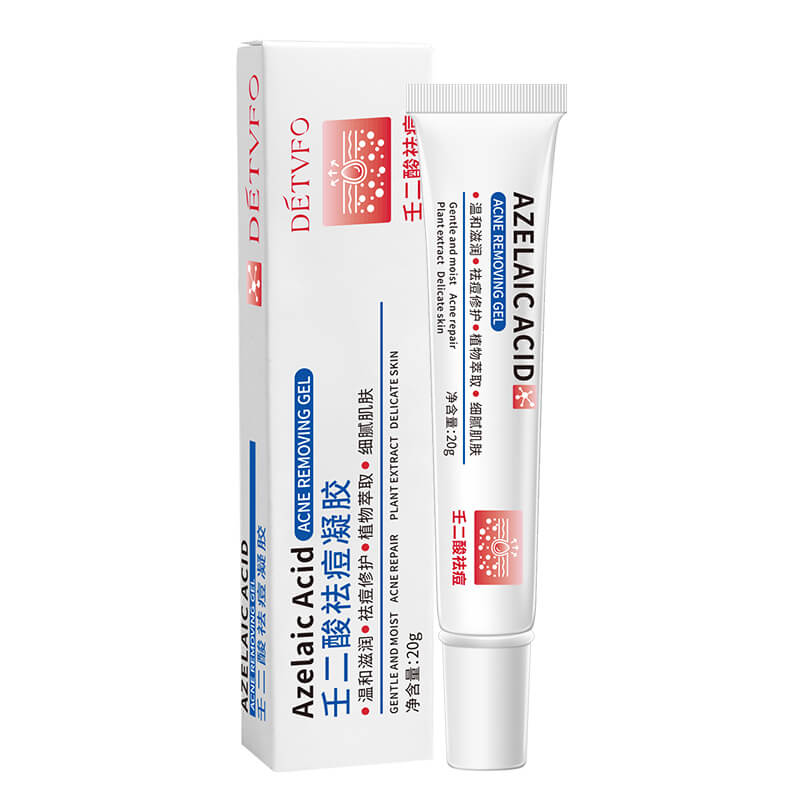 DÉTVFO
AZELAIC ACID
ACNE REMOVING GEL
壬二酸祛痘凝胶
DÉTVFO
壬二酸祛痘
Azelaic Acid
ACNE REMOVING GEL
壬二酸祛痘凝胶
•温和滋润•祛痘修护•植物萃取•细腻肌肤
GENTLE AND MOIST ACNE REPAIR PLANT EXTRACT DELICATE SKIN
净含量:20g
AZELAIC ACID
ACNE REMOVING GEL
•温和滋润•祛痘修护•植物萃取•细腻肌肤
Gentle and moist Acne repair
Plant extract Delicate skin
净含量:20g
壬二酸祛痘